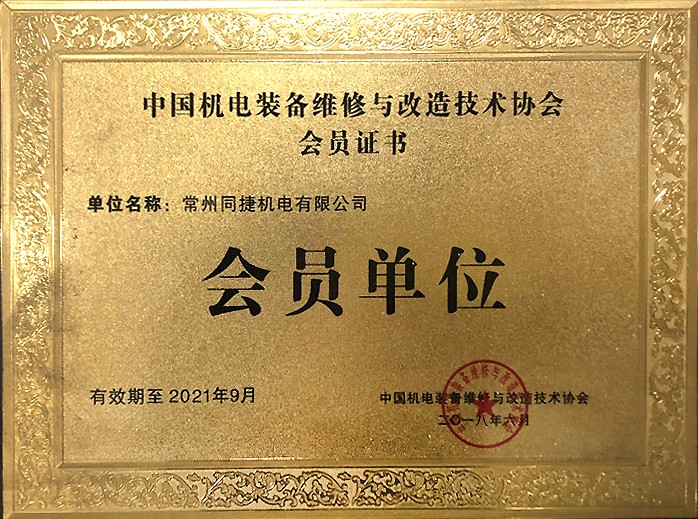 中国机电装备维修与改造技术协会
会员证书
单位名称：常州同捷机电有限公司
会员单位
有效期至 2021年9月
中国机电装备维修与改造技术协会
二〇一八年六月